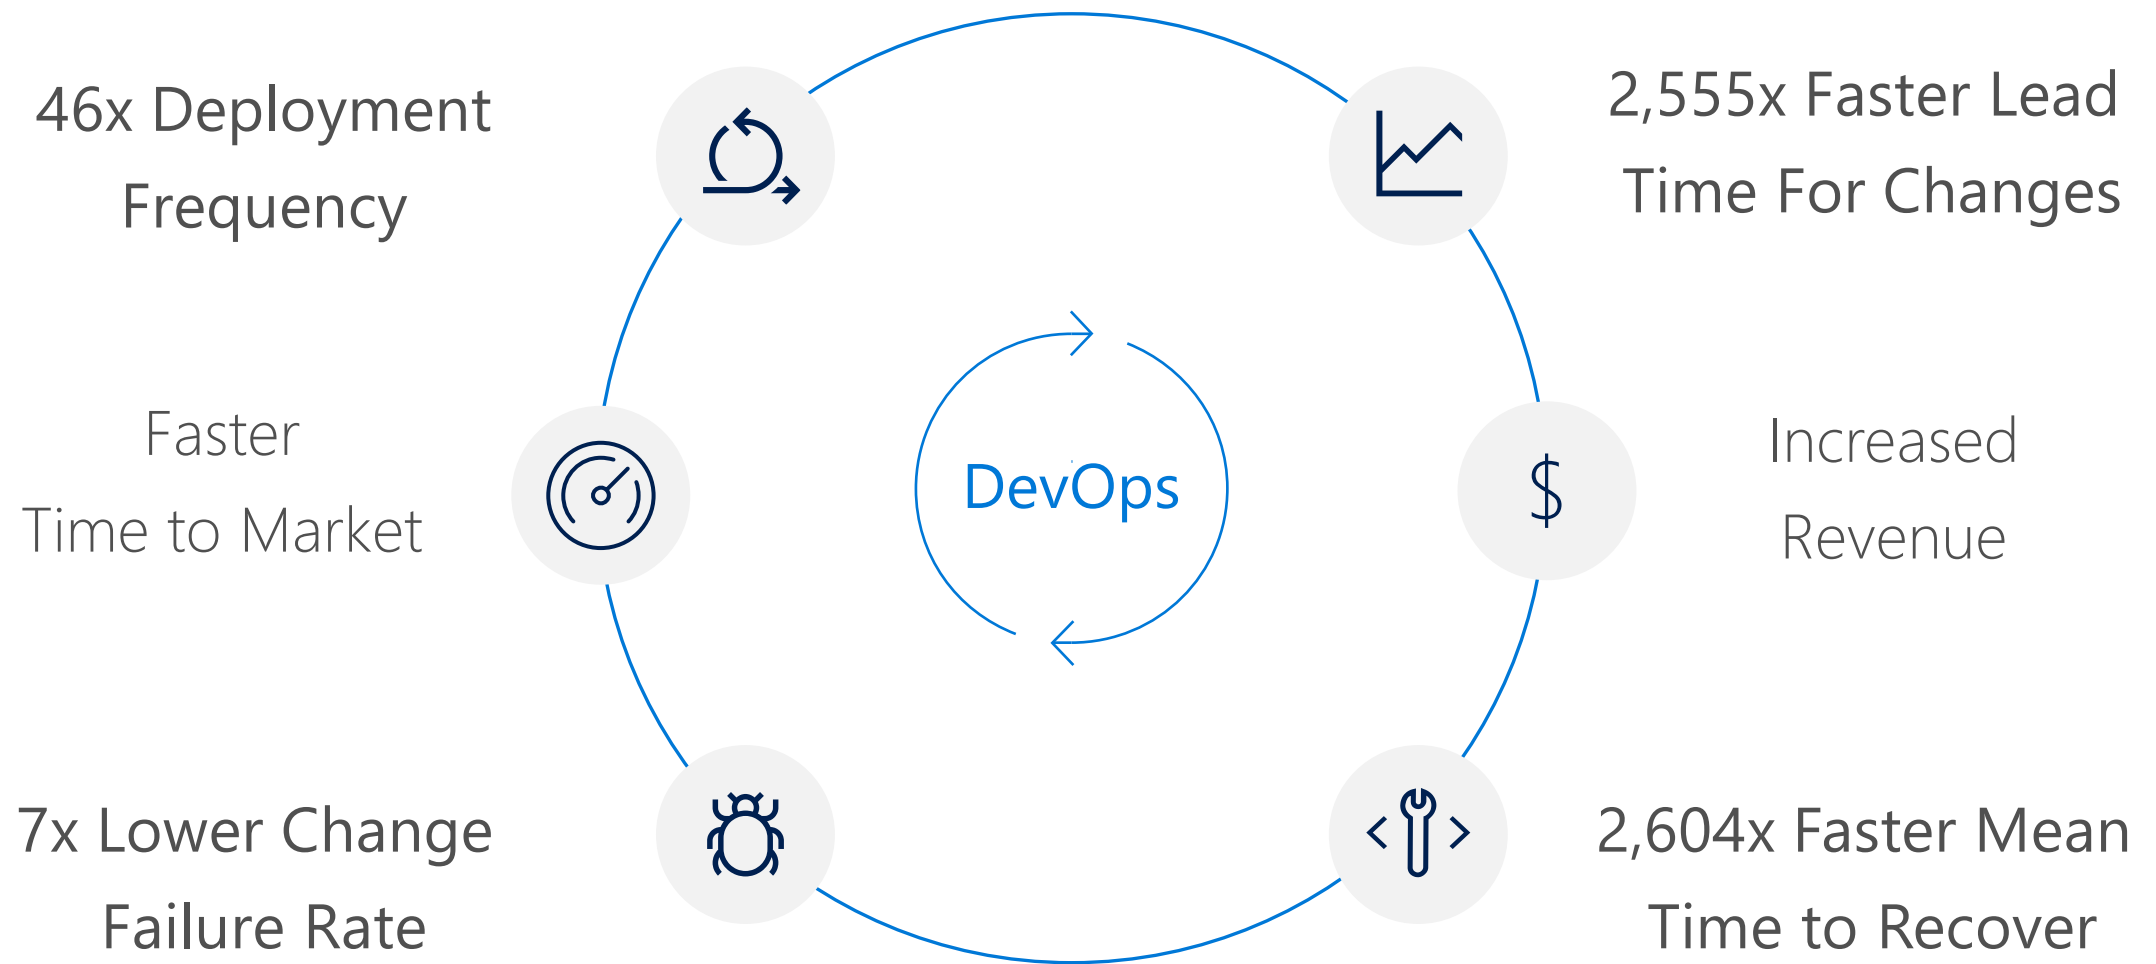 46x Deployment
Frequency
2,555x Faster Lead
Time For Changes
Faster
Time to Market
DevOps
$
Increased
Revenue
7x Lower Change
Failure Rate
2,604x Faster Mean
Time to Recover